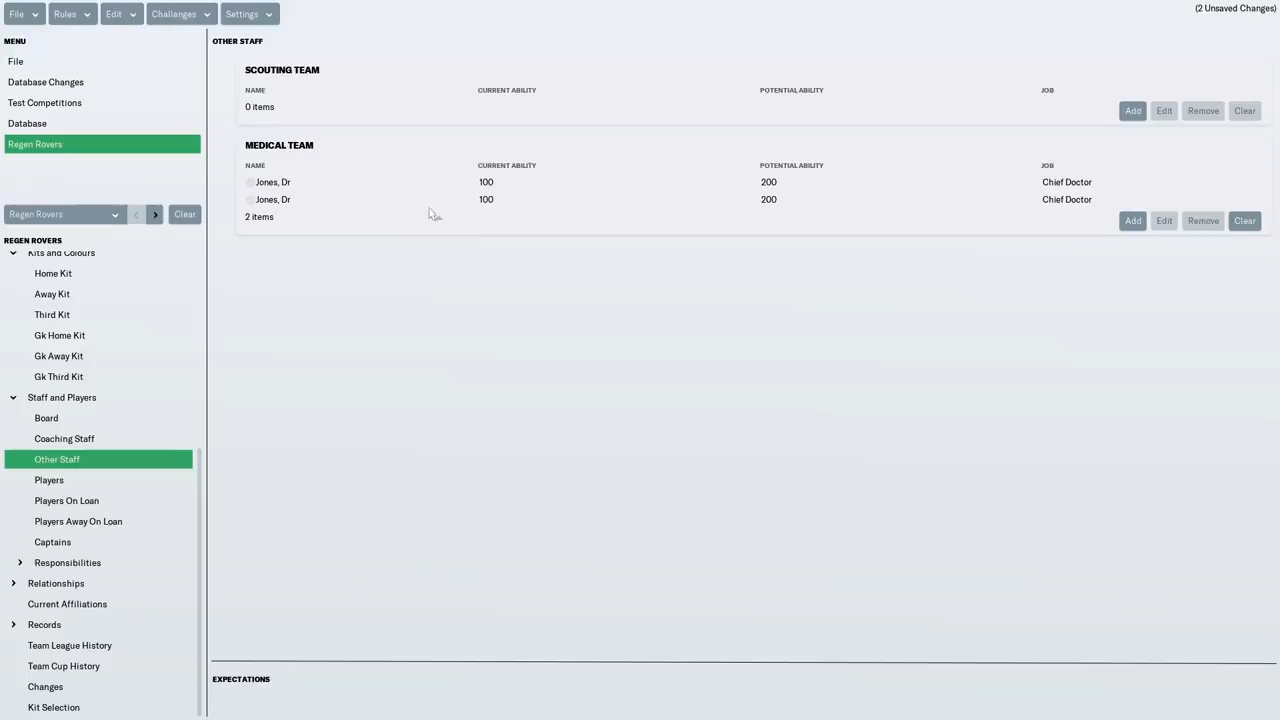 File
Rules
Edit
Challenges
Settings
(2 Unsaved Changes)
MENU
File
Database Changes
Test Competitions
Database
Regen Rovers
Regen Rovers
Clear
REGEN ROVERS
Kits and Colours
Home Kit
Away Kit
Third Kit
Gk Home Kit
Gk Away Kit
Gk Third Kit
Staff and Players
Board
Coaching Staff
Other Staff
Players
Players On Loan
Players Away On Loan
Captains
Responsibilities
Relationships
Current Affiliations
Records
Team League History
Team Cup History
Changes
Kit Selection
OTHER STAFF
SCOUTING TEAM
NAME CURRENT ABILITY POTENTIAL ABILITY JOB
0 items
Add Edit Remove Clear
MEDICAL TEAM
NAME CURRENT ABILITY POTENTIAL ABILITY JOB
Jones, Dr 100 200 Chief Doctor
Jones, Dr 100 200 Chief Doctor
2 items
Add Edit Remove Clear
EXPECTATIONS